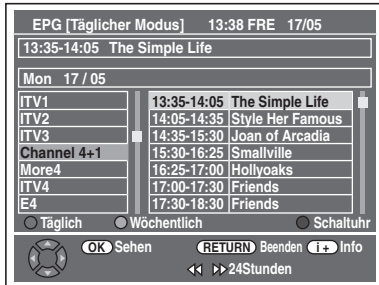 EPG [Täglicher Modus] 13:38 FRE 17/05
13:35-14:05 The Simple Life
Mon 17 / 05
ITV1 13:35-14:05 The Simple Life
ITV2 14:05-14:35 Style Her Famous
ITV3 14:35-15:30 Joan of Arcadia
Channel 4+1 15:30-16:25 Smallville
More4 16:25-17:00 Hollyoaks
ITV4 17:00-17:30 Friends
E4 17:30-18:30 Friends
Täglich Wöchentlich Schaltuhr
OK Sehen RETURN Beenden i + Info
24Stunden